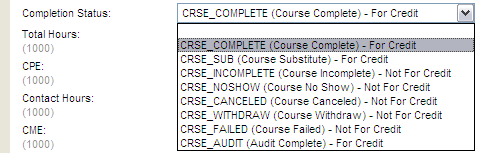 Completion Status: CRSE_COMPLETE (Course Complete) - For Credit
Total Hours:
(1000)
CPE:
(1000)
Contact Hours:
(1000)
CME:
(1000)
CRSE_COMPLETE (Course Complete) - For Credit
CRSE_SUB (Course Substitute) - For Credit
CRSE_INCOMPLETE (Course Incomplete) - Not For Credit
CRSE_NOSHOW (Course No Show) - Not For Credit
CRSE_CANCELED (Course Canceled) - Not For Credit
CRSE_WITHDRAW (Course Withdraw) - Not For Credit
CRSE_FAILED (Course Failed) - Not For Credit
CRSE_AUDIT (Audit Complete) - For Credit